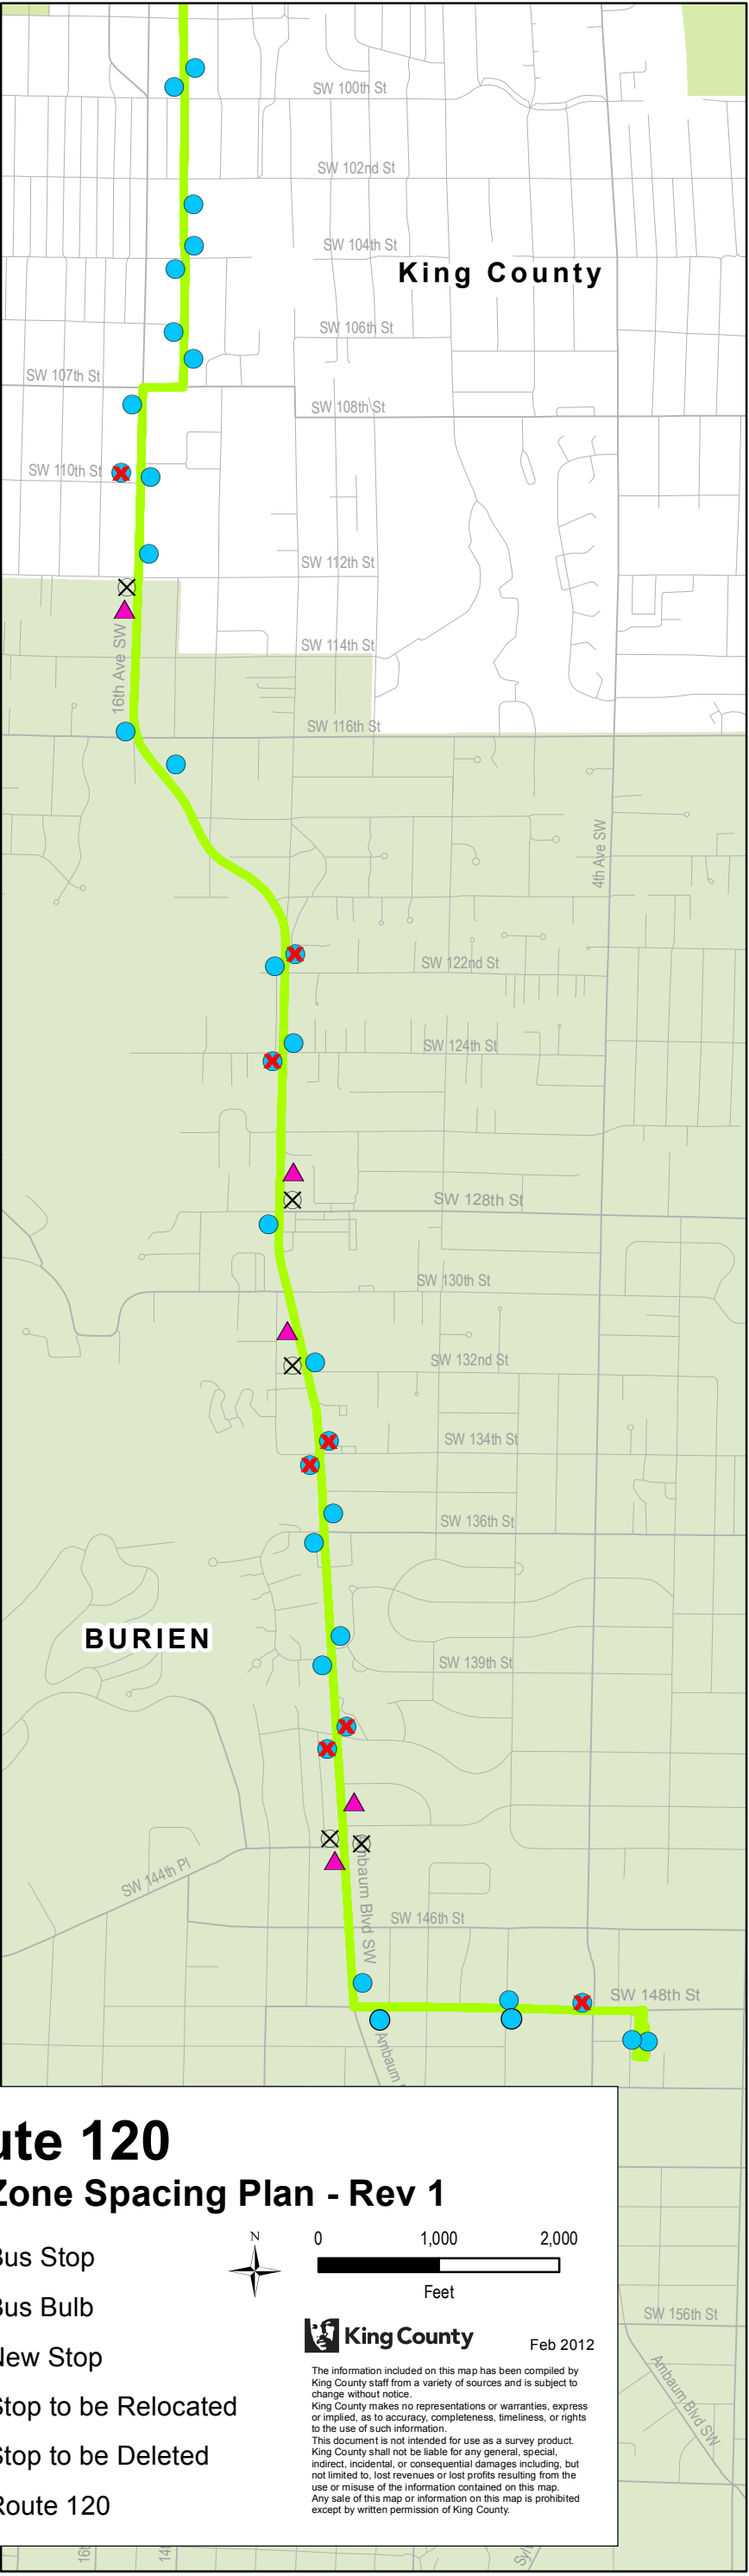 SW 100th St
SW 102nd St
SW 104th St
King County
SW 106th St
SW 107th St
SW 108th St
SW 110th St
SW 112th St
SW 114th St
16th Ave SW
SW 116th St
4th Ave SW
SW 122nd St
SW 124th St
SW 128th St
SW 130th St
SW 132nd St
SW 134th St
SW 136th St
BURIEN
SW 139th St
SW 144th Pl
mbaum Blvd SW
SW 146th St
SW 148th St
Ambaum
ute 120
Zone Spacing Plan - Rev 1
Bus Stop
Bus Bulb
New Stop
Stop to be Relocated
Stop to be Deleted
Route 120
N
0 1,000 2,000
Feet
King County
Feb 2012
The information included on this map has been compiled by
King County staff from a variety of sources and is subject to
change without notice.
King County makes no representations or warranties, express
or implied, as to accuracy, completeness, timeliness, or rights
to the use of such information.
This document is not intended for use as a survey product.
King County shall not be liable for any general, special,
indirect, incidental, or consequential damages including, but
not limited to, lost revenues or lost profits resulting from the
use or misuse of the information contained on this map.
Any sale of this map or information on this map is prohibited
except by written permission of King County.
SW 156th St
Ambaum Blvd SW